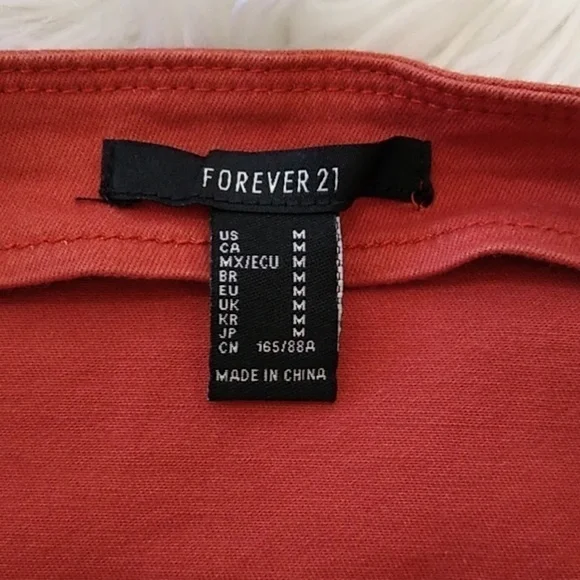 FOREVER 21
US M
CA M
MX/ECU M
BR M
EU M
UK M
KR M
JP M
CN 165/88A
MADE IN CHINA